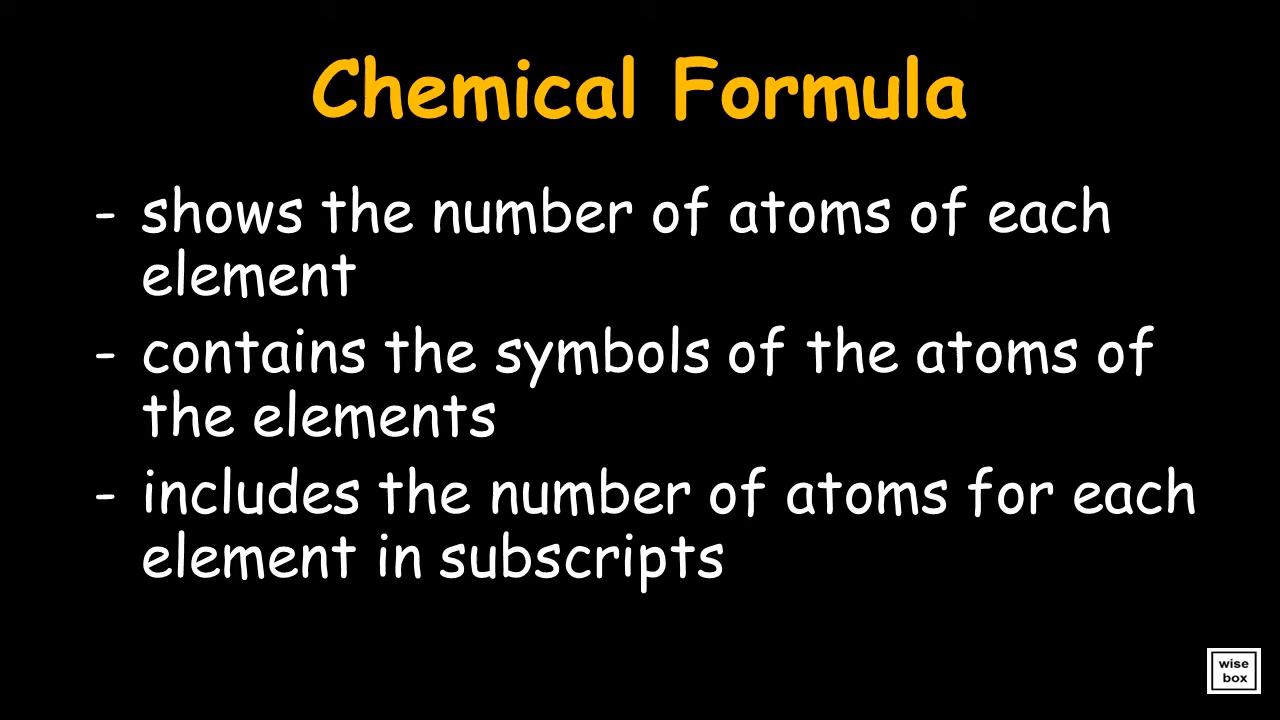 Chemical Formula
- shows the number of atoms of each
element
- contains the symbols of the atoms of
the elements
- includes the number of atoms for each
element in subscripts
wise
box